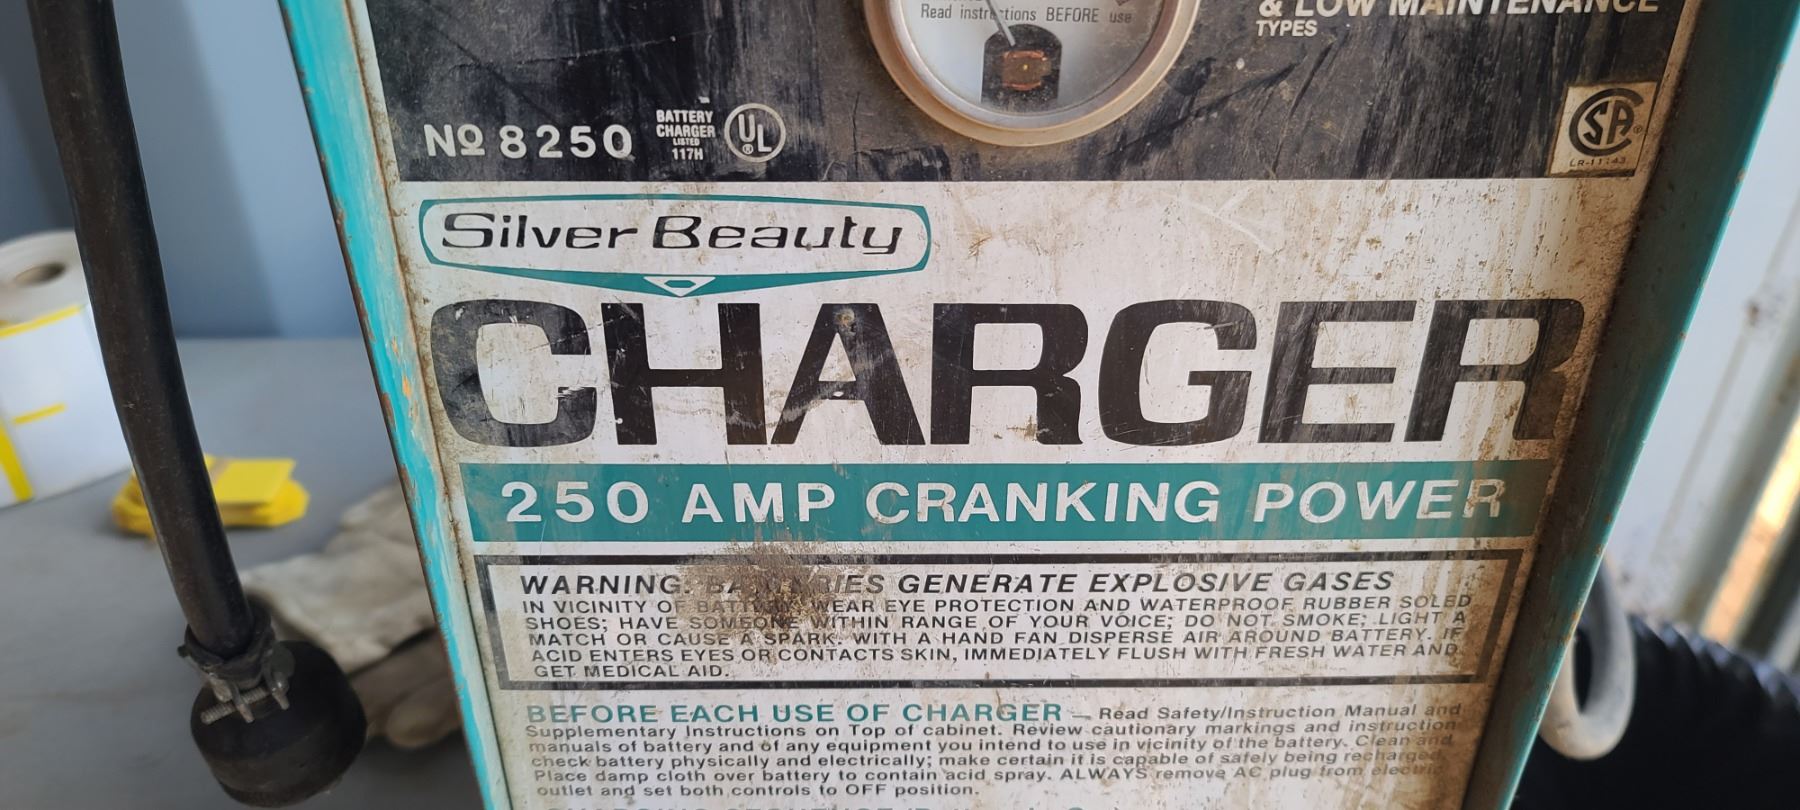 Read instructions BEFORE use
& LOW MAINTENANCE
TYPES
No 8250
BATTERY
CHARGER
LISTED
117H
UL
SA
LR-11143
Silver Beauty
CHARGER
250 AMP CRANKING POWER
WARNING: BATTERIES GENERATE EXPLOSIVE GASES
IN VICINITY OF BATTERY, WEAR EYE PROTECTION AND WATERPROOF RUBBER SOLED
SHOES; HAVE SOMEONE WITHIN RANGE OF YOUR VOICE; DO NOT SMOKE; LIGHT A
MATCH OR CAUSE A SPARK. WITH A HAND FAN DISPERSE AIR AROUND BATTERY. IF
ACID ENTERS EYES OR CONTACTS SKIN, IMMEDIATELY FLUSH WITH FRESH WATER AND
GET MEDICAL AID.
BEFORE EACH USE OF CHARGER — Read Safety/Instruction Manual and
Supplementary Instructions on Top of cabinet. Review cautionary markings and instruction
manuals of battery and of any equipment you intend to use in vicinity of the battery. Clean and
check battery physically and electrically; make certain it is capable of safely being recharged.
Place damp cloth over battery to contain acid spray. ALWAYS remove AC plug from electric
outlet and set both controls to OFF position.